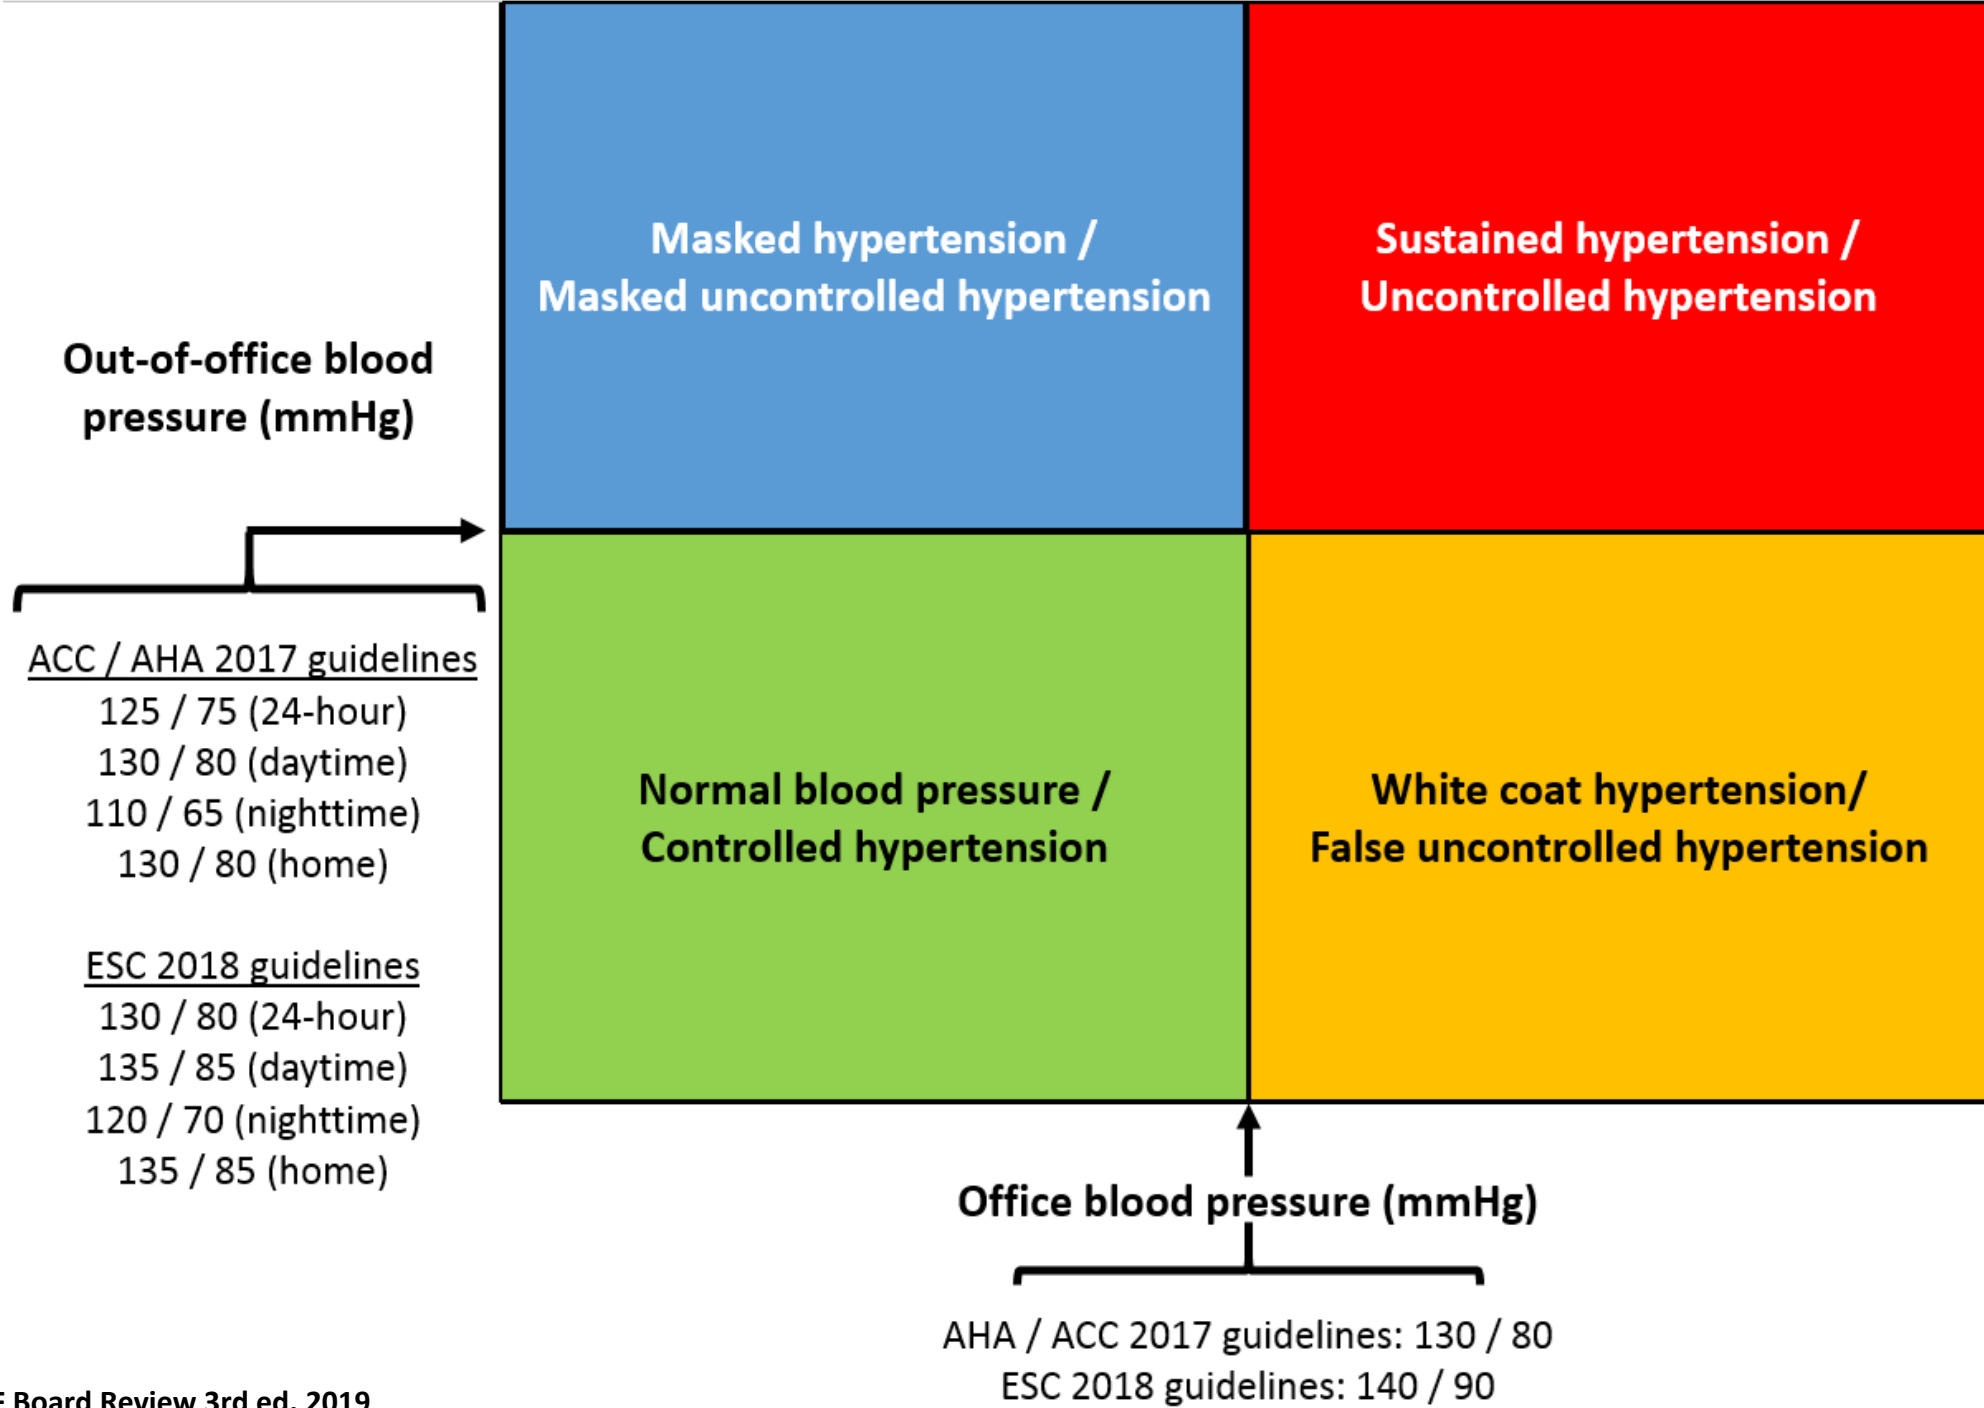 Masked hypertension /
Masked uncontrolled hypertension
Sustained hypertension /
Uncontrolled hypertension
Out-of-office blood
pressure (mmHg)
ACC / AHA 2017 guidelines
125 / 75 (24-hour)
130 / 80 (daytime)
110 / 65 (nighttime)
130 / 80 (home)
ESC 2018 guidelines
130 / 80 (24-hour)
135 / 85 (daytime)
120 / 70 (nighttime)
135 / 85 (home)
Normal blood pressure /
Controlled hypertension
White coat hypertension/
False uncontrolled hypertension
Office blood pressure (mmHg)
AHA / ACC 2017 guidelines: 130 / 80
ESC 2018 guidelines: 140 / 90
Board Review 3rd ed. 2019